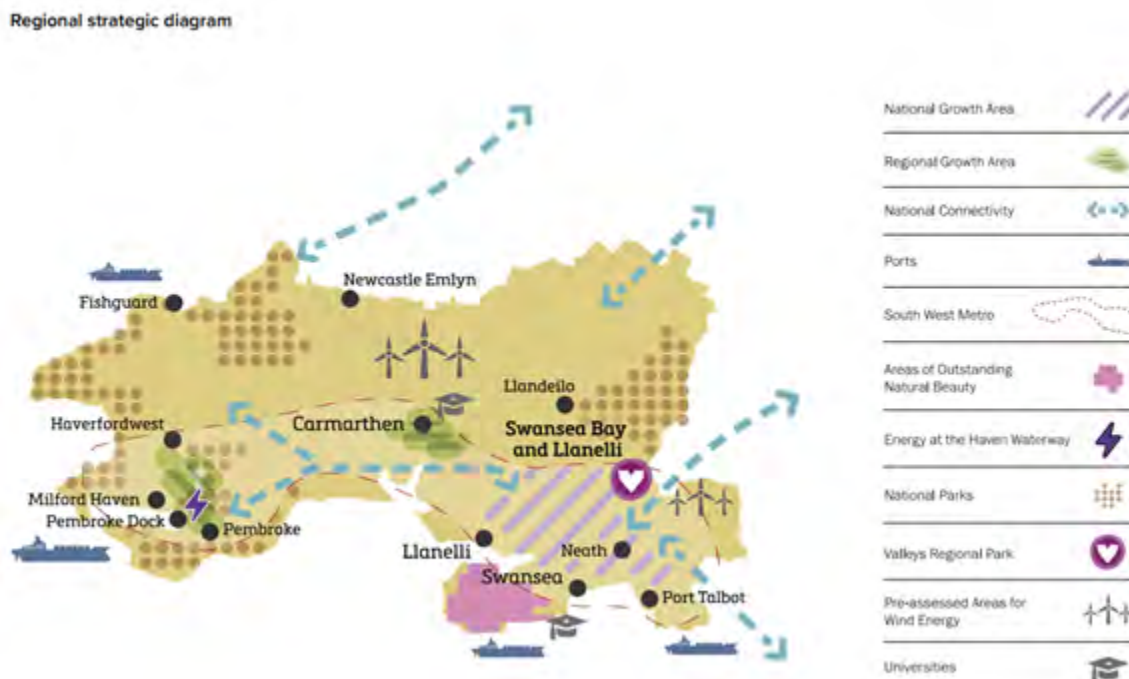 Regional strategic diagram
Newcastle Emlyn
Fishguard
Llandeilo
Haverfordwest
Carmarthen
Swansea Bay
and Llanelli
Milford Haven
Pembroke Dock
Pembroke
Llanelli
Neath
Swansea
Port Talbot
National Growth Area
Regional Growth Area
National Connectivity
Ports
South West Metro
Areas of Outstanding
Natural Beauty
Energy at the Haven Waterway
National Parks
Valleys Regional Park
Pre-assessed Areas for
Wind Energy
Universities